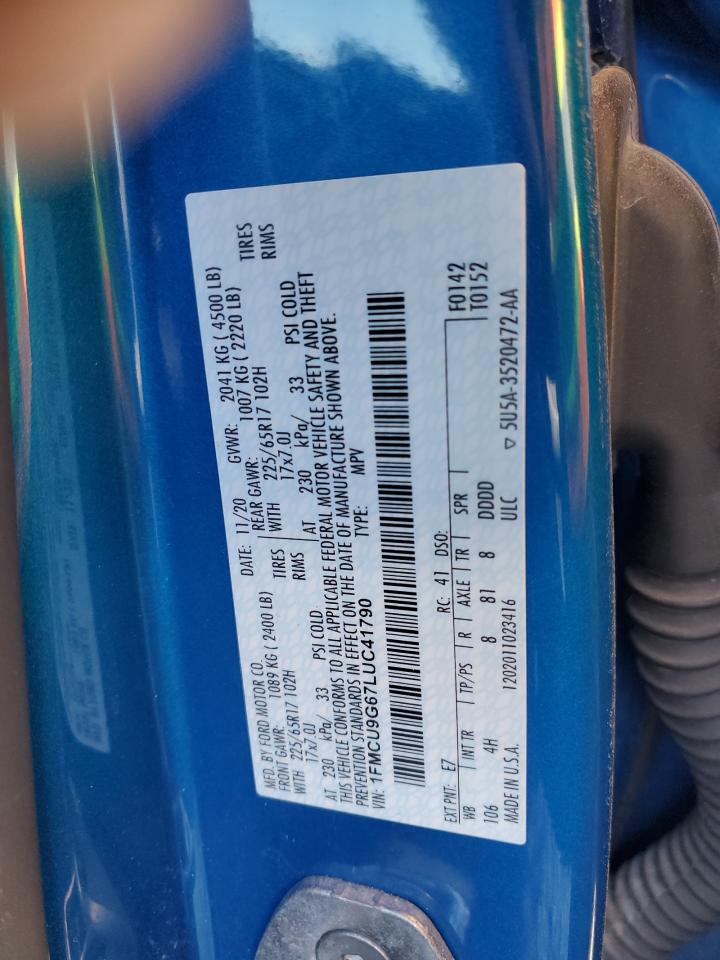 MFD. BY FORD MOTOR CO. DATE: 11/20 GVWR: 2041 KG ( 4500 LB)
FRONT GAWR: 1089 KG ( 2400 LB) REAR GAWR: 1007 KG ( 2220 LB)
WITH 225/65R17 102H TIRES WITH 225/65R17 102H TIRES
17x7.0J RIMS 17x7.0J RIMS
AT 230 kPa/ 33 PSI COLD AT 230 kPa/ 33 PSI COLD
THIS VEHICLE CONFORMS TO ALL APPLICABLE FEDERAL MOTOR VEHICLE SAFETY AND THEFT
PREVENTION STANDARDS IN EFFECT ON THE DATE OF MANUFACTURE SHOWN ABOVE.
VIN: 1FMCU9G67LUC41790 TYPE: MPV
EXT PNT: E7 RC: 41 DSO: F0142
WB INT TR TP/PS R AXLE TR SPR T0152
106 4H 8 81 8 DDDD
MADE IN U.S.A. 1202011023416 ULC ▽ 5U5A-3520472-AA